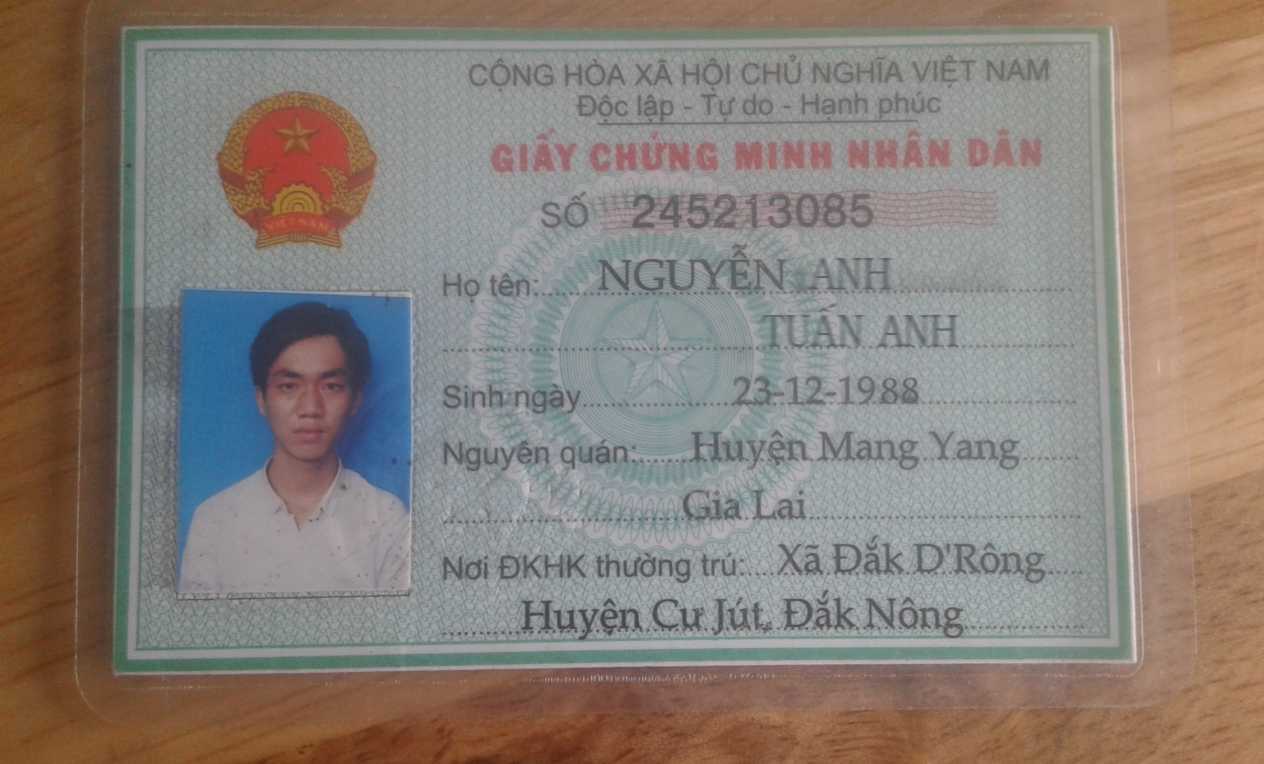 CỘNG HÒA XÃ HỘI CHỦ NGHĨA VIỆT NAM
Độc lập - Tự do - Hạnh phúc
GIẤY CHỨNG MINH NHÂN DÂN
SỐ 245213085
VIỆT NAM
Họ tên: NGUYỄN ANH
TUẤN ANH
Sinh ngày 23-12-1988
Nguyên quán: Huyện Mang Yang
Gia Lai
Nơi ĐKHK thường trú: Xã Đắk D'Rông
Huyện Cư Jút, Đắk Nông